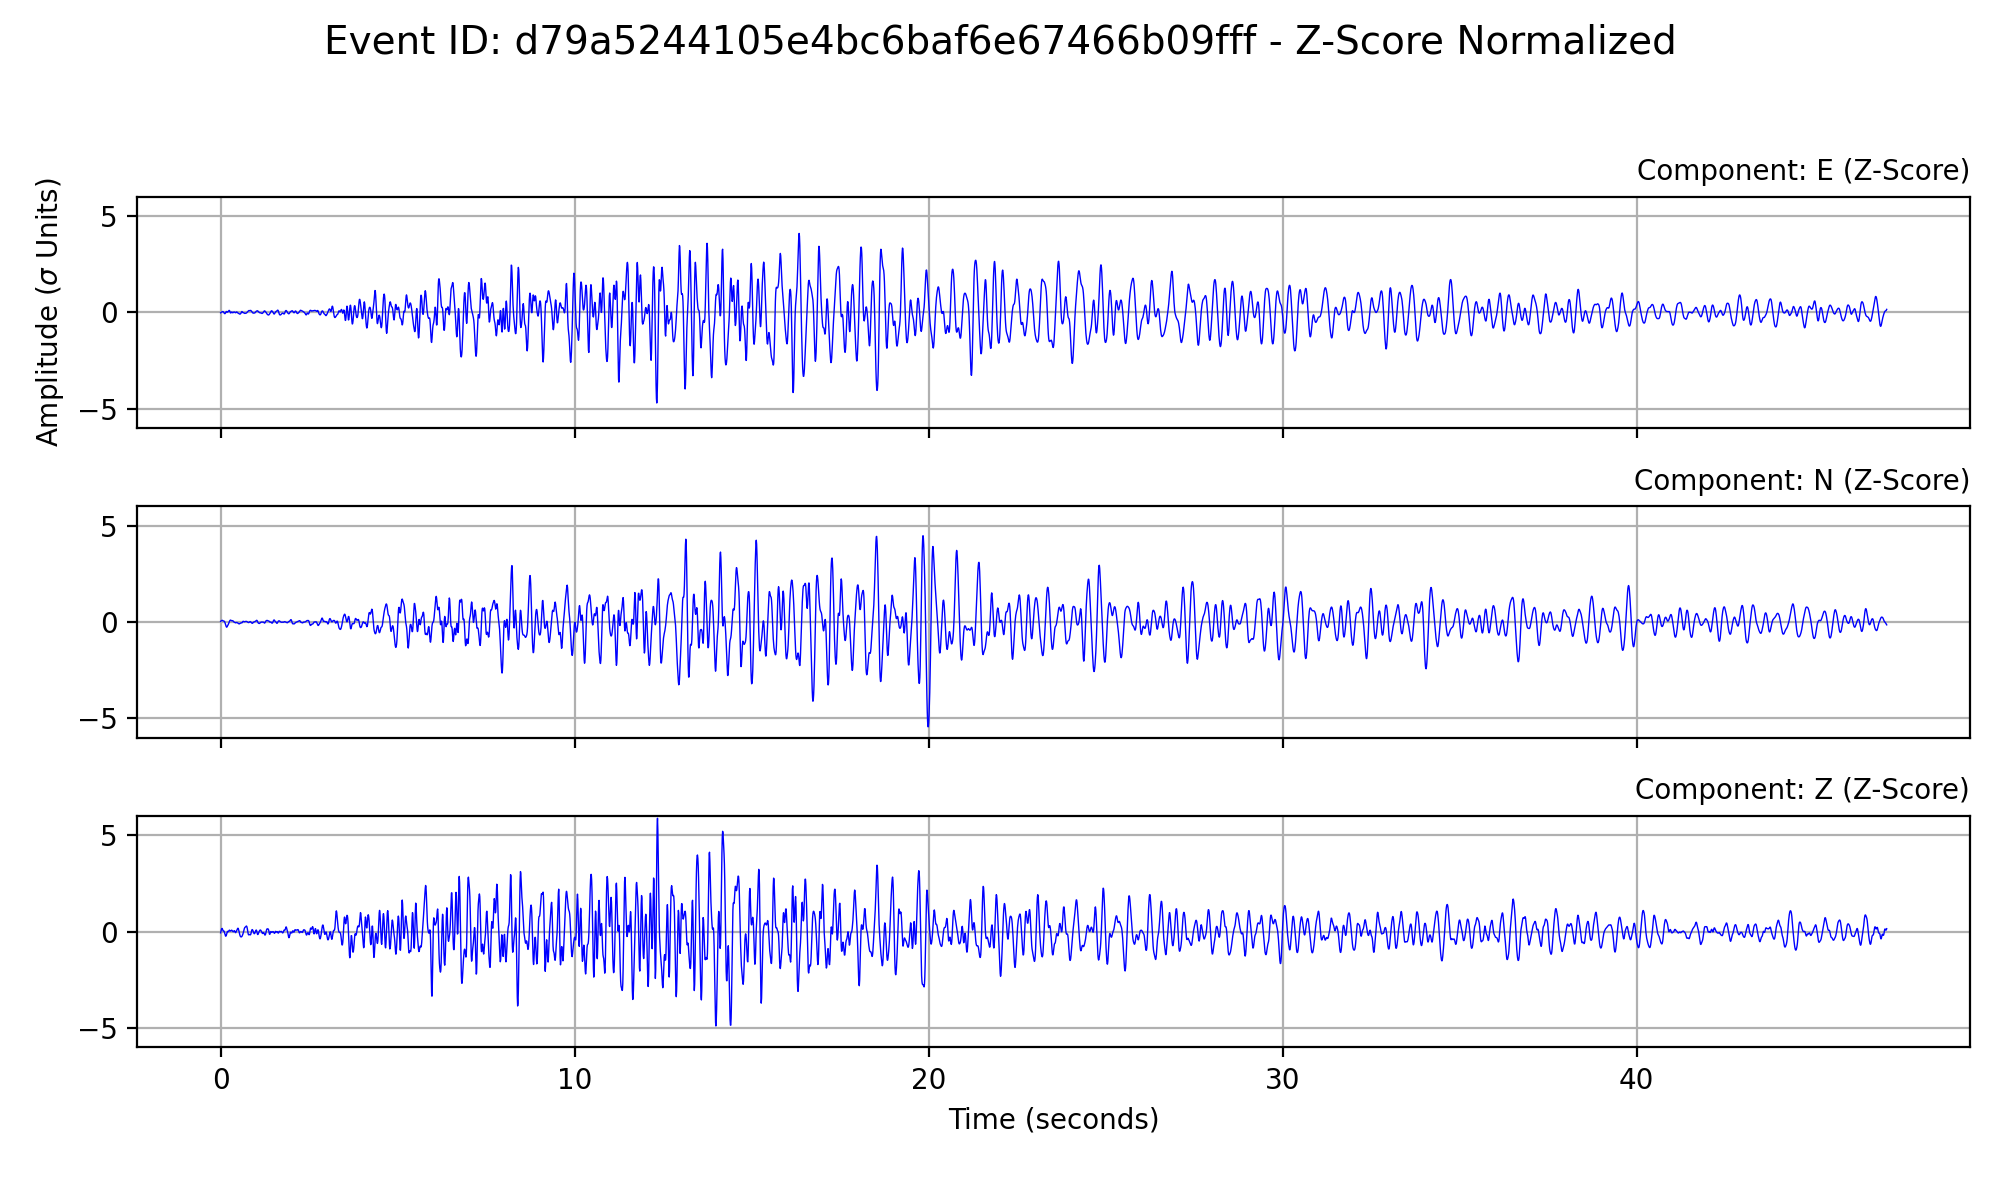 Event ID: d79a5244105e4bc6baf6e67466b09fff - Z-Score Normalized
Component: E (Z-Score)
Amplitude (σ Units)
5
0
−5
Component: N (Z-Score)
5
0
−5
Component: Z (Z-Score)
5
0
−5
0 10 20 30 40
Time (seconds)